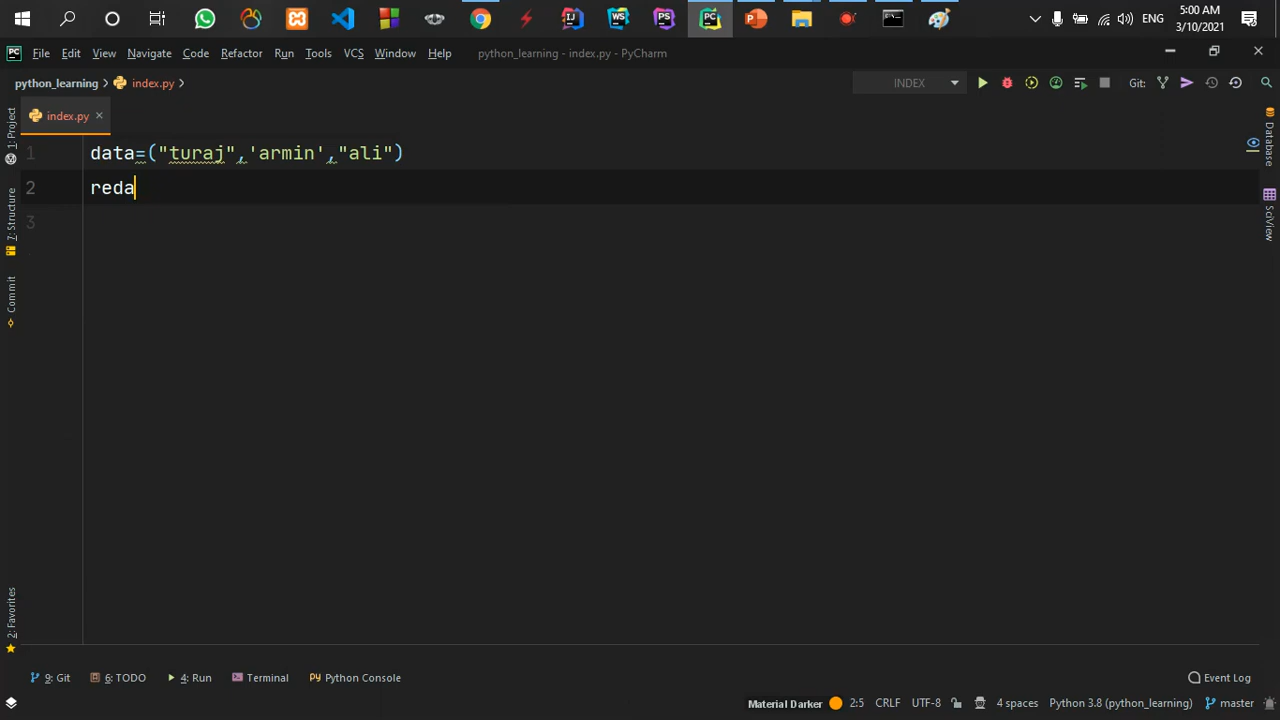 5:00 AM
ENG
3/10/2021
PC File Edit View Navigate Code Refactor Run Tools VCS Window Help python_learning - index.py - PyCharm
python_learning index.py INDEX Git:
index.py
1: Project
7: Structure
Commit
2: Favorites
1 data=("turaj",'armin',"ali")
2 reda
3
Database
SciView
9: Git 6: TODO 4: Run Terminal Python Console Event Log
Material Darker 2:5 CRLF UTF-8 4 spaces Python 3.8 (python_learning) master